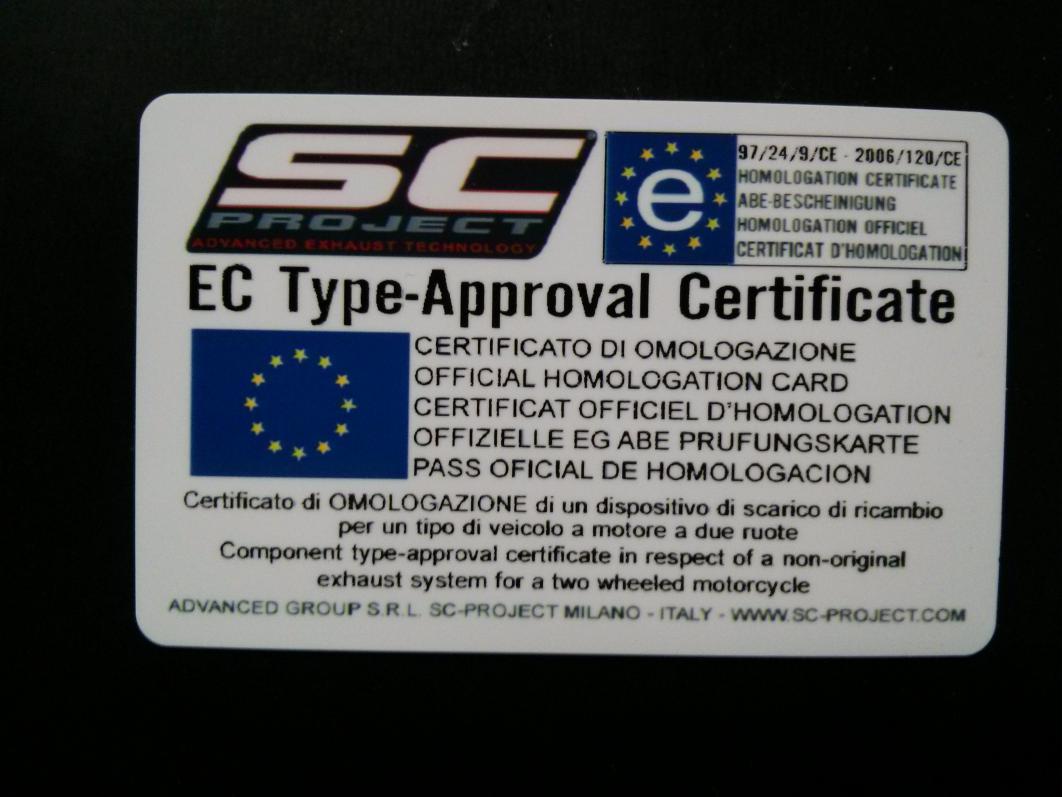 SC
PROJECT
ADVANCED EXHAUST TECHNOLOGY
e
97/24/9/CE - 2006/120/CE
HOMOLOGATION CERTIFICATE
ABE-BESCHEINIGUNG
HOMOLOGATION OFFICIEL
CERTIFICAT D'HOMOLOGATION
EC Type-Approval Certificate
CERTIFICATO DI OMOLOGAZIONE
OFFICIAL HOMOLOGATION CARD
CERTIFICAT OFFICIEL D'HOMOLOGATION
OFFIZIELLE EG ABE PRUFUNGSKARTE
PASS OFICIAL DE HOMOLOGACION
Certificato di OMOLOGAZIONE di un dispositivo di scarico di ricambio
per un tipo di veicolo a motore a due ruote
Component type-approval certificate in respect of a non-original
exhaust system for a two wheeled motorcycle
ADVANCED GROUP S.R.L. SC-PROJECT MILANO - ITALY - WWW.SC-PROJECT.COM